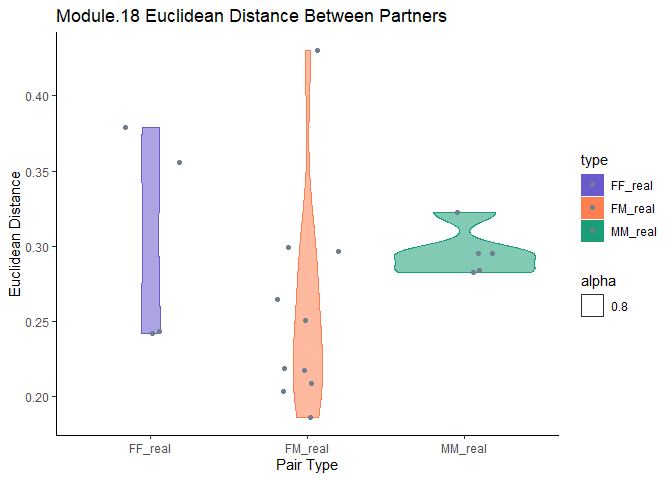 Module.18 Euclidean Distance Between Partners
Euclidean Distance
0.40
0.35
0.30
0.25
0.20
FF_real
FM_real
MM_real
Pair Type
type
FF_real
FM_real
MM_real
alpha
0.8